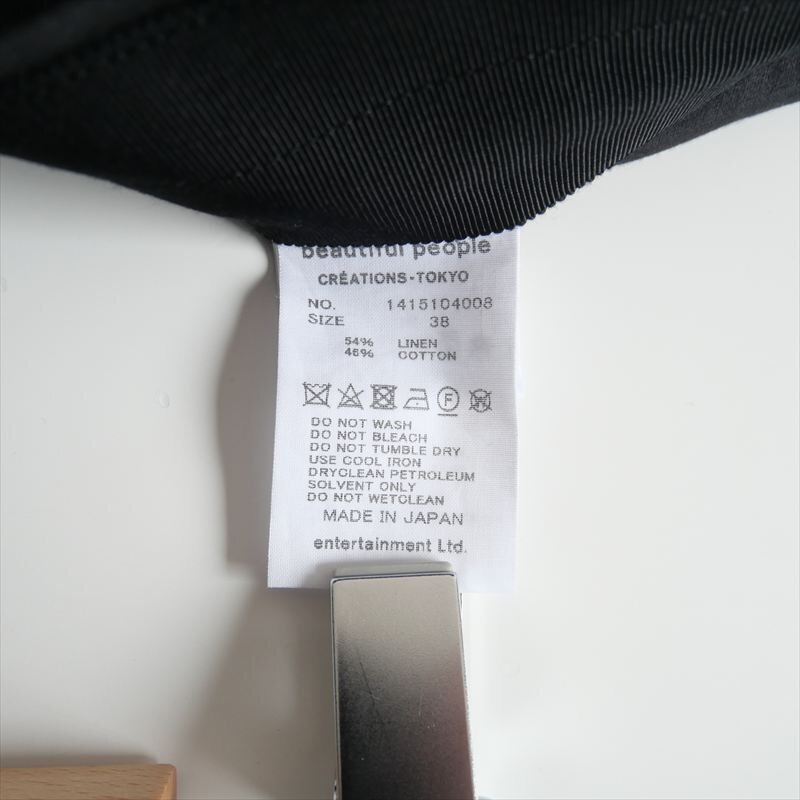 beautiful people
CRÉATIONS-TOKYO
NO. 1415104008
SIZE 38
54% LINEN
46% COTTON
F
W
DO NOT WASH
DO NOT BLEACH
DO NOT TUMBLE DRY
USE COOL IRON
DRYCLEAN PETROLEUM
SOLVENT ONLY
DO NOT WETCLEAN
MADE IN JAPAN
entertainment Ltd.